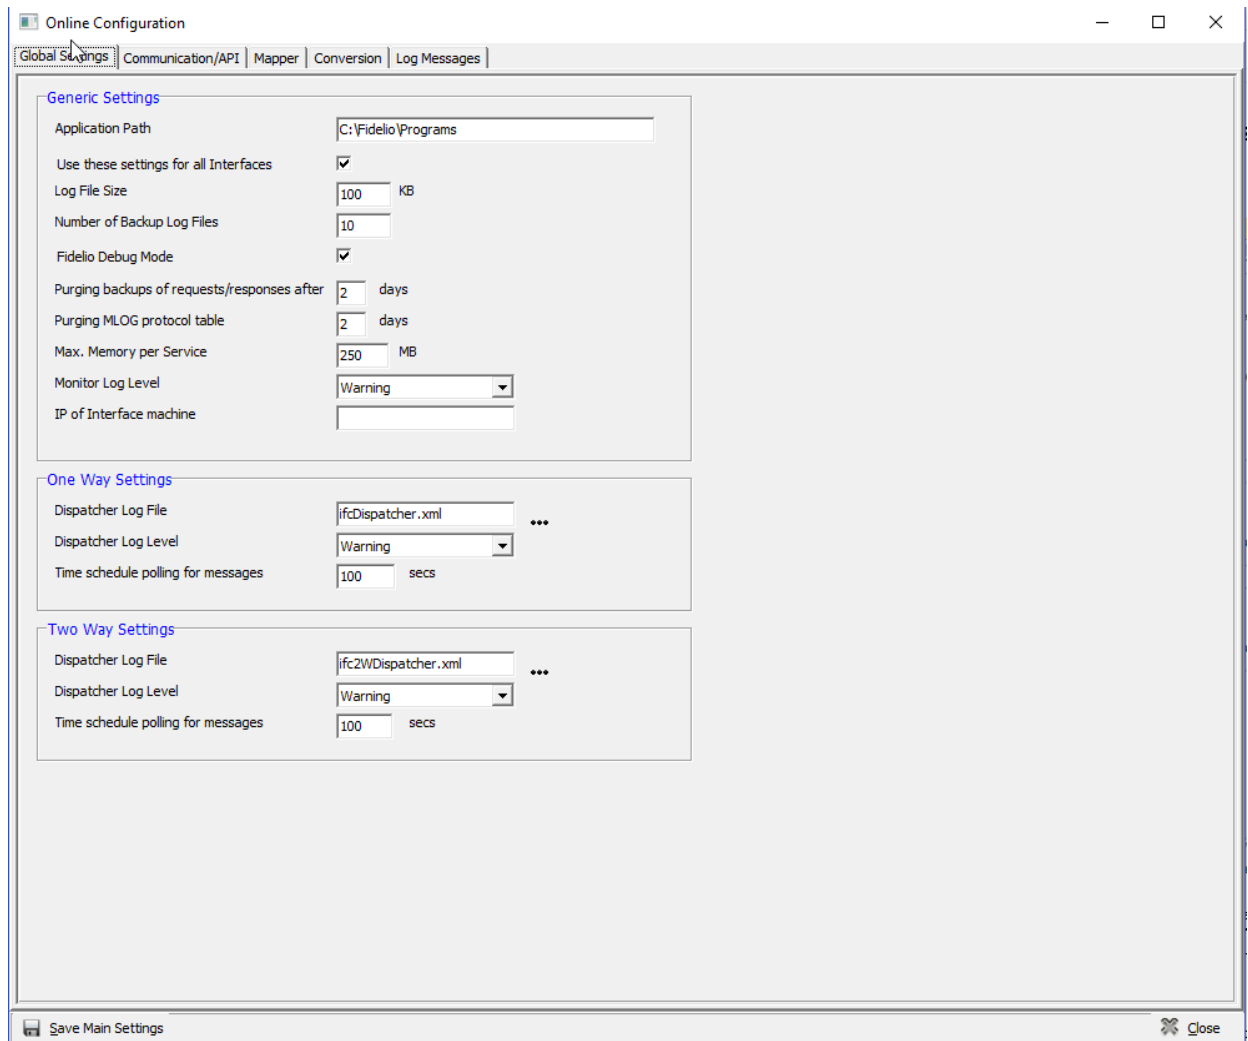 Online Configuration
Global Settings Communication/API Mapper Conversion Log Messages
Generic Settings
Application Path C:\Fidelio\Programs
Use these settings for all Interfaces
Log File Size 100 KB
Number of Backup Log Files 10
Fidelio Debug Mode
Purging backups of requests/responses after 2 days
Purging MLOG protocol table 2 days
Max. Memory per Service 250 MB
Monitor Log Level Warning
IP of Interface machine
One Way Settings
Dispatcher Log File ifcDispatcher.xml
Dispatcher Log Level Warning
Time schedule polling for messages 100 secs
Two Way Settings
Dispatcher Log File ifc2WDispatcher.xml
Dispatcher Log Level Warning
Time schedule polling for messages 100 secs
Save Main Settings Close